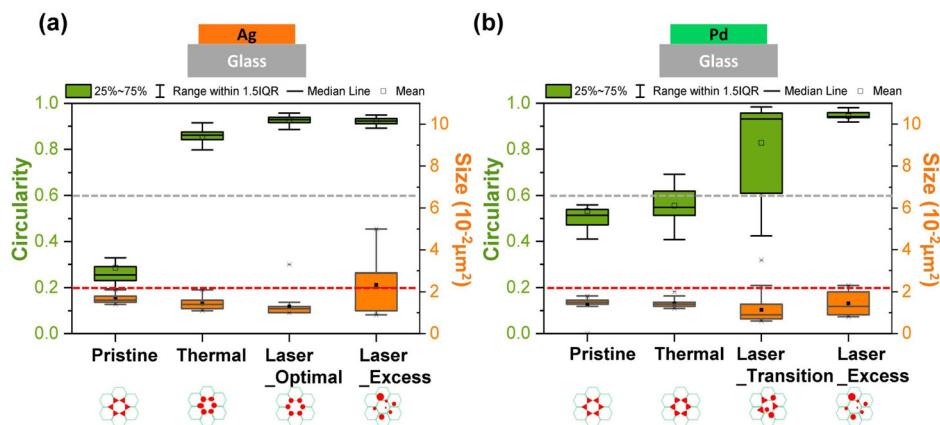 (a)
Ag
Glass
25%~75%
Range within 1.5IQR
Median Line
Mean
Circularity
1.0
0.8
0.6
0.4
0.2
0.0
10
8
6
4
2
0
Size (10⁻²μm²)
Pristine
Thermal
Laser
_Optimal
Laser
_Excess
(b)
Pd
Glass
25%~75%
Range within 1.5IQR
Median Line
Mean
Circularity
1.0
0.8
0.6
0.4
0.2
0.0
10
8
6
4
2
0
Size (10⁻²μm²)
Pristine
Thermal
Laser
_Transition
Laser
_Excess